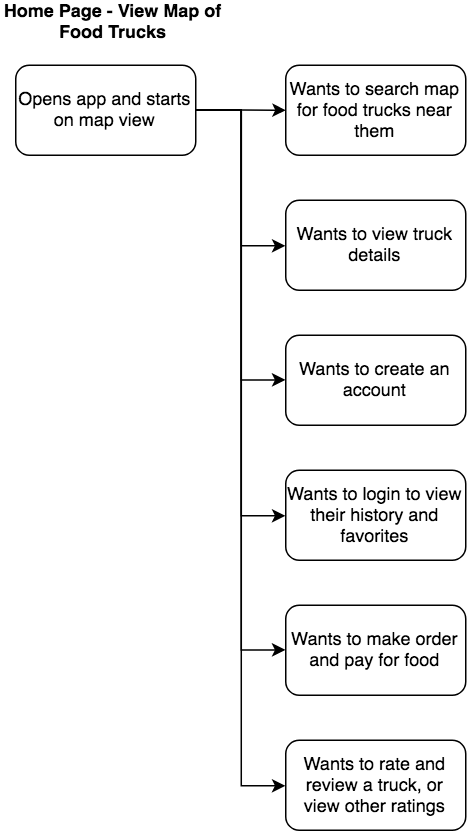 Home Page - View Map of
Food Trucks
Opens app and starts
on map view
Wants to search map
for food trucks near
them
Wants to view truck
details
Wants to create an
account
Wants to login to view
their history and
favorites
Wants to make order
and pay for food
Wants to rate and
review a truck, or
view other ratings